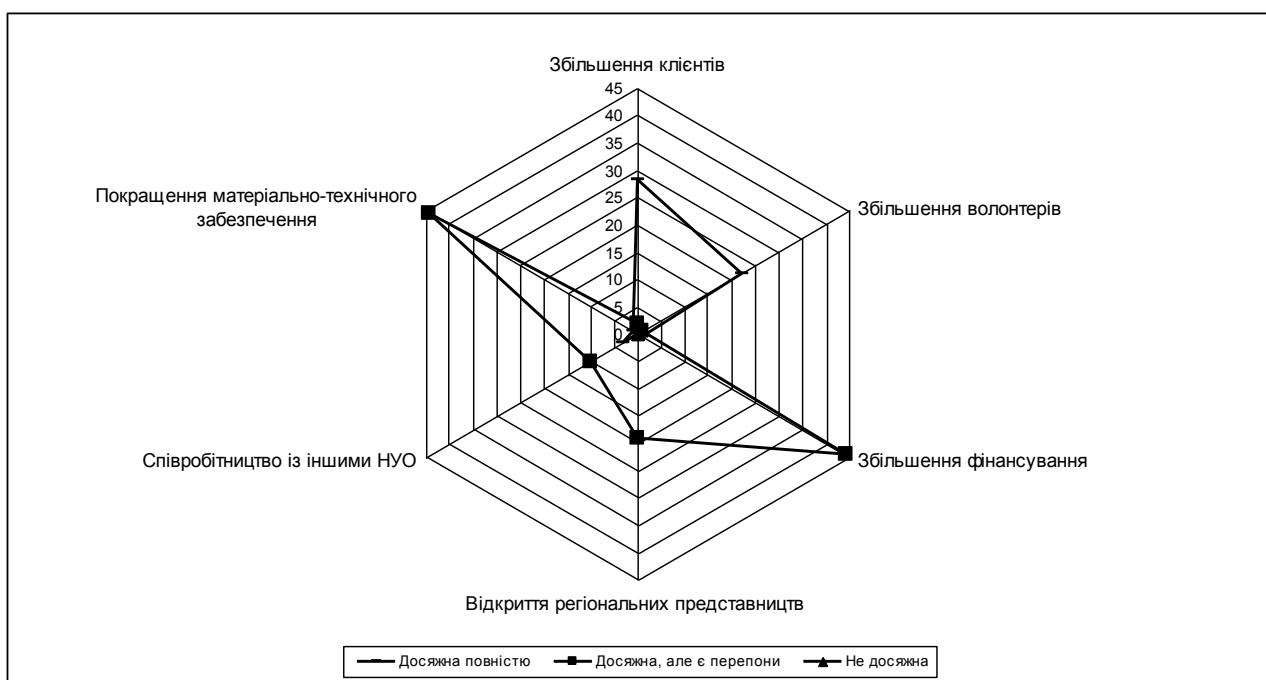 Збільшення клієнтів
45
40
35
30
25
20
15
10
5
0
Збільшення волонтерів
Збільшення фінансування
Відкриття регіональних представництв
Співробітництво із іншими НУО
Покращення матеріально-технічного
забезпечення
Досяжна повністю
Досяжна, але є перепони
Не досяжна